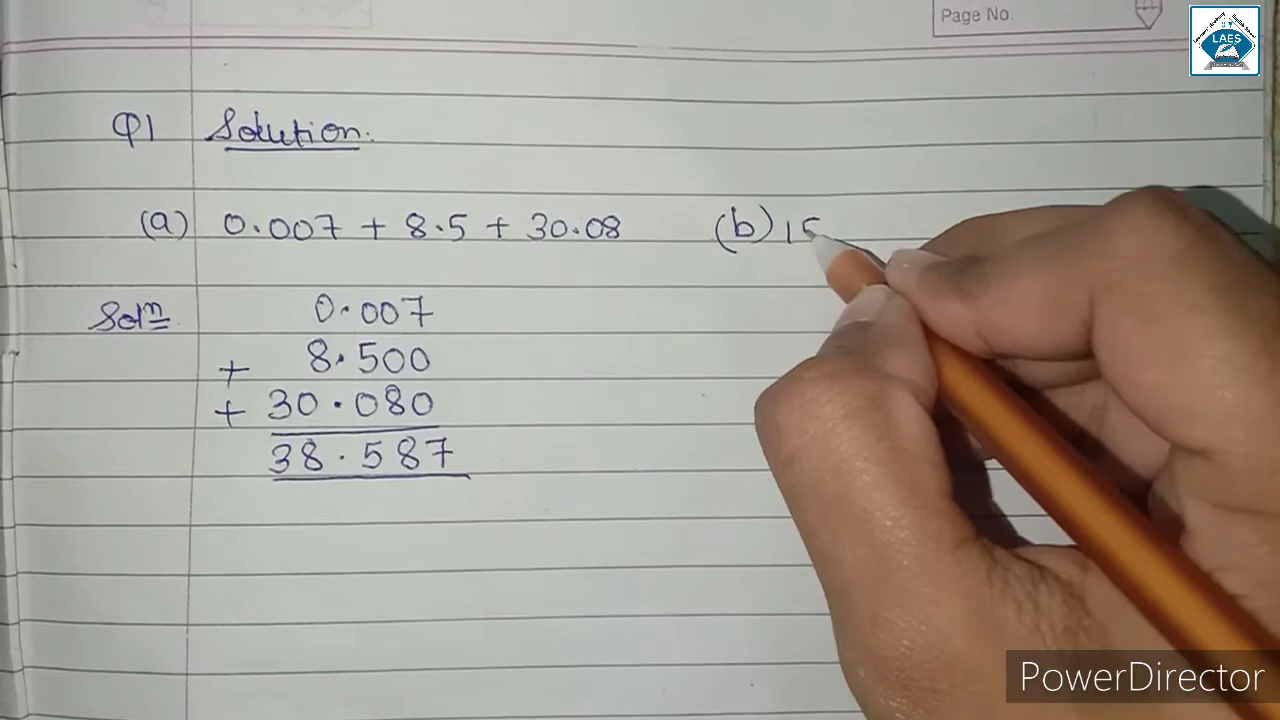 Page No.
LAES
Q1 Solution:
(a) 0.007 + 8.5 + 30.08 (b) 15
Solⁿ 0.007
+ 8.500
+ 30.080
38.587
PowerDirector